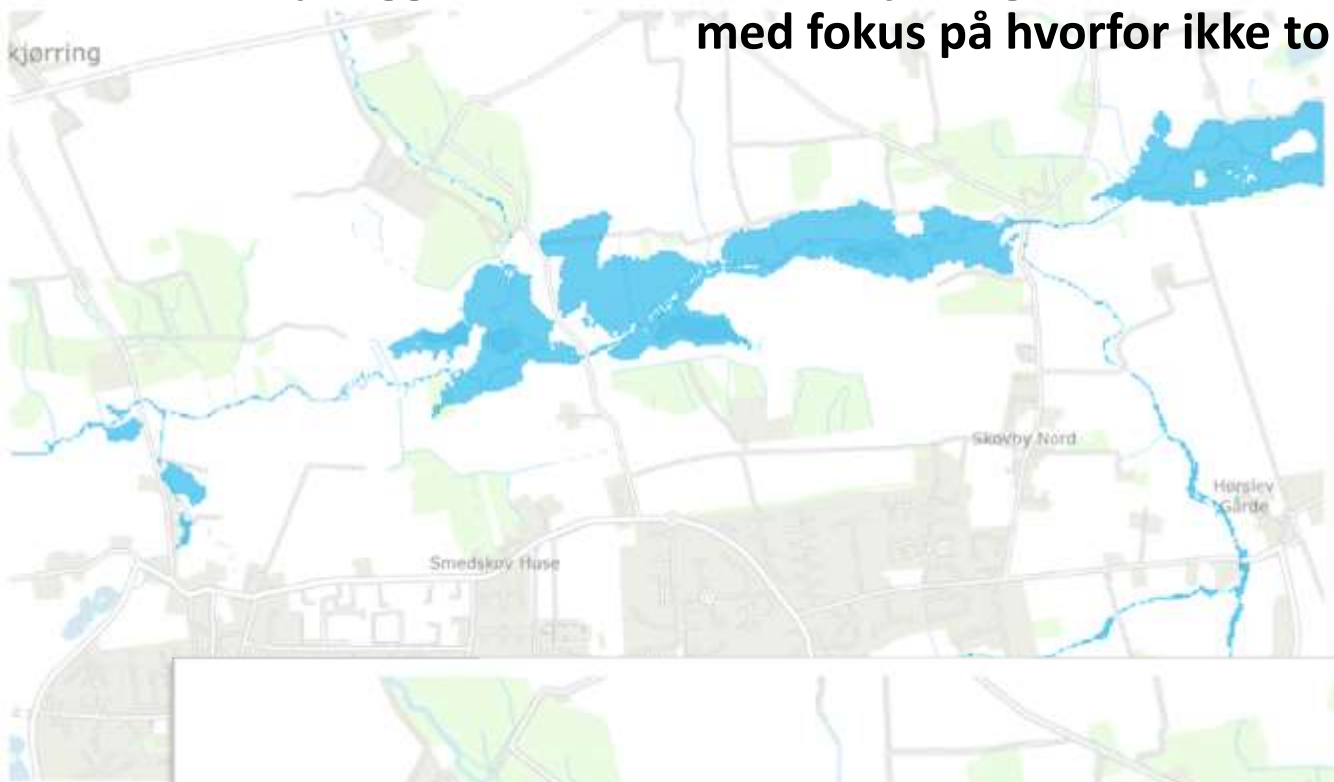 med fokus på hvorfor ikke to
kjørring
Skovby Nord
Hørslev
Gårde
Smedskov Huse